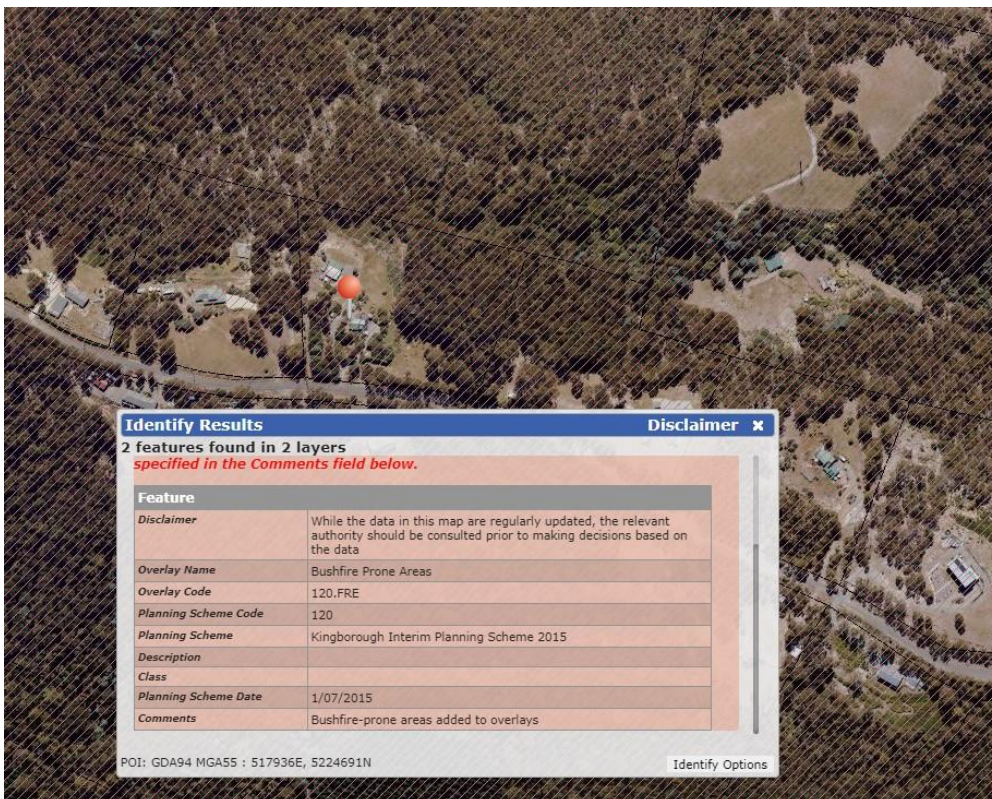 Identify Results Disclaimer ×
2 features found in 2 layers
specified in the Comments field below.
Feature
Disclaimer While the data in this map are regularly updated, the relevant
authority should be consulted prior to making decisions based on
the data
Overlay Name Bushfire Prone Areas
Overlay Code 120.FRE
Planning Scheme Code 120
Planning Scheme Kingborough Interim Planning Scheme 2015
Description
Class
Planning Scheme Date 1/07/2015
Comments Bushfire-prone areas added to overlays
POI: GDA94 MGA55 : 517936E, 5224691N Identify Options